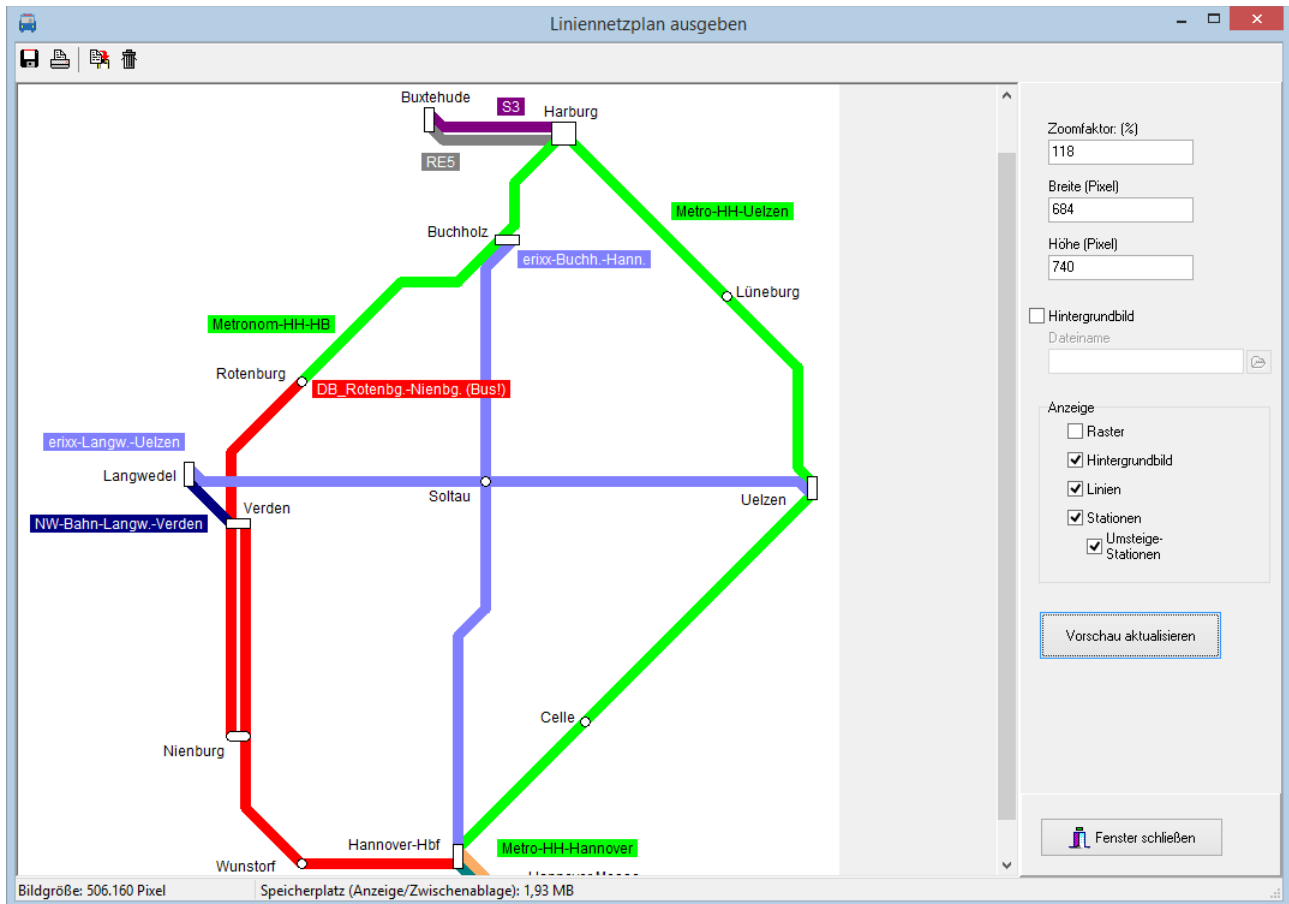 Liniennetzplan ausgeben
Buxtehude
S3
Harburg
RE5
Metro-HH-Uelzen
Buchholz
erixx-Buchh.-Hann.
Lüneburg
Metronom-HH-HB
Rotenburg
DB_Rotenbg.-Nienbg. (Bus!)
erixx-Langw.-Uelzen
Langwedel
Soltau
Uelzen
Verden
NW-Bahn-Langw.-Verden
Celle
Nienburg
Hannover-Hbf
Metro-HH-Hannover
Wunstorf
Zoomfaktor: (%)
118
Breite (Pixel)
684
Höhe (Pixel)
740
Hintergrundbild
Dateiname
Anzeige
Raster
Hintergrundbild
Linien
Stationen
Umsteige-
Stationen
Vorschau aktualisieren
Fenster schließen
Bildgröße: 506.160 Pixel
Speicherplatz (Anzeige/Zwischenablage): 1,93 MB